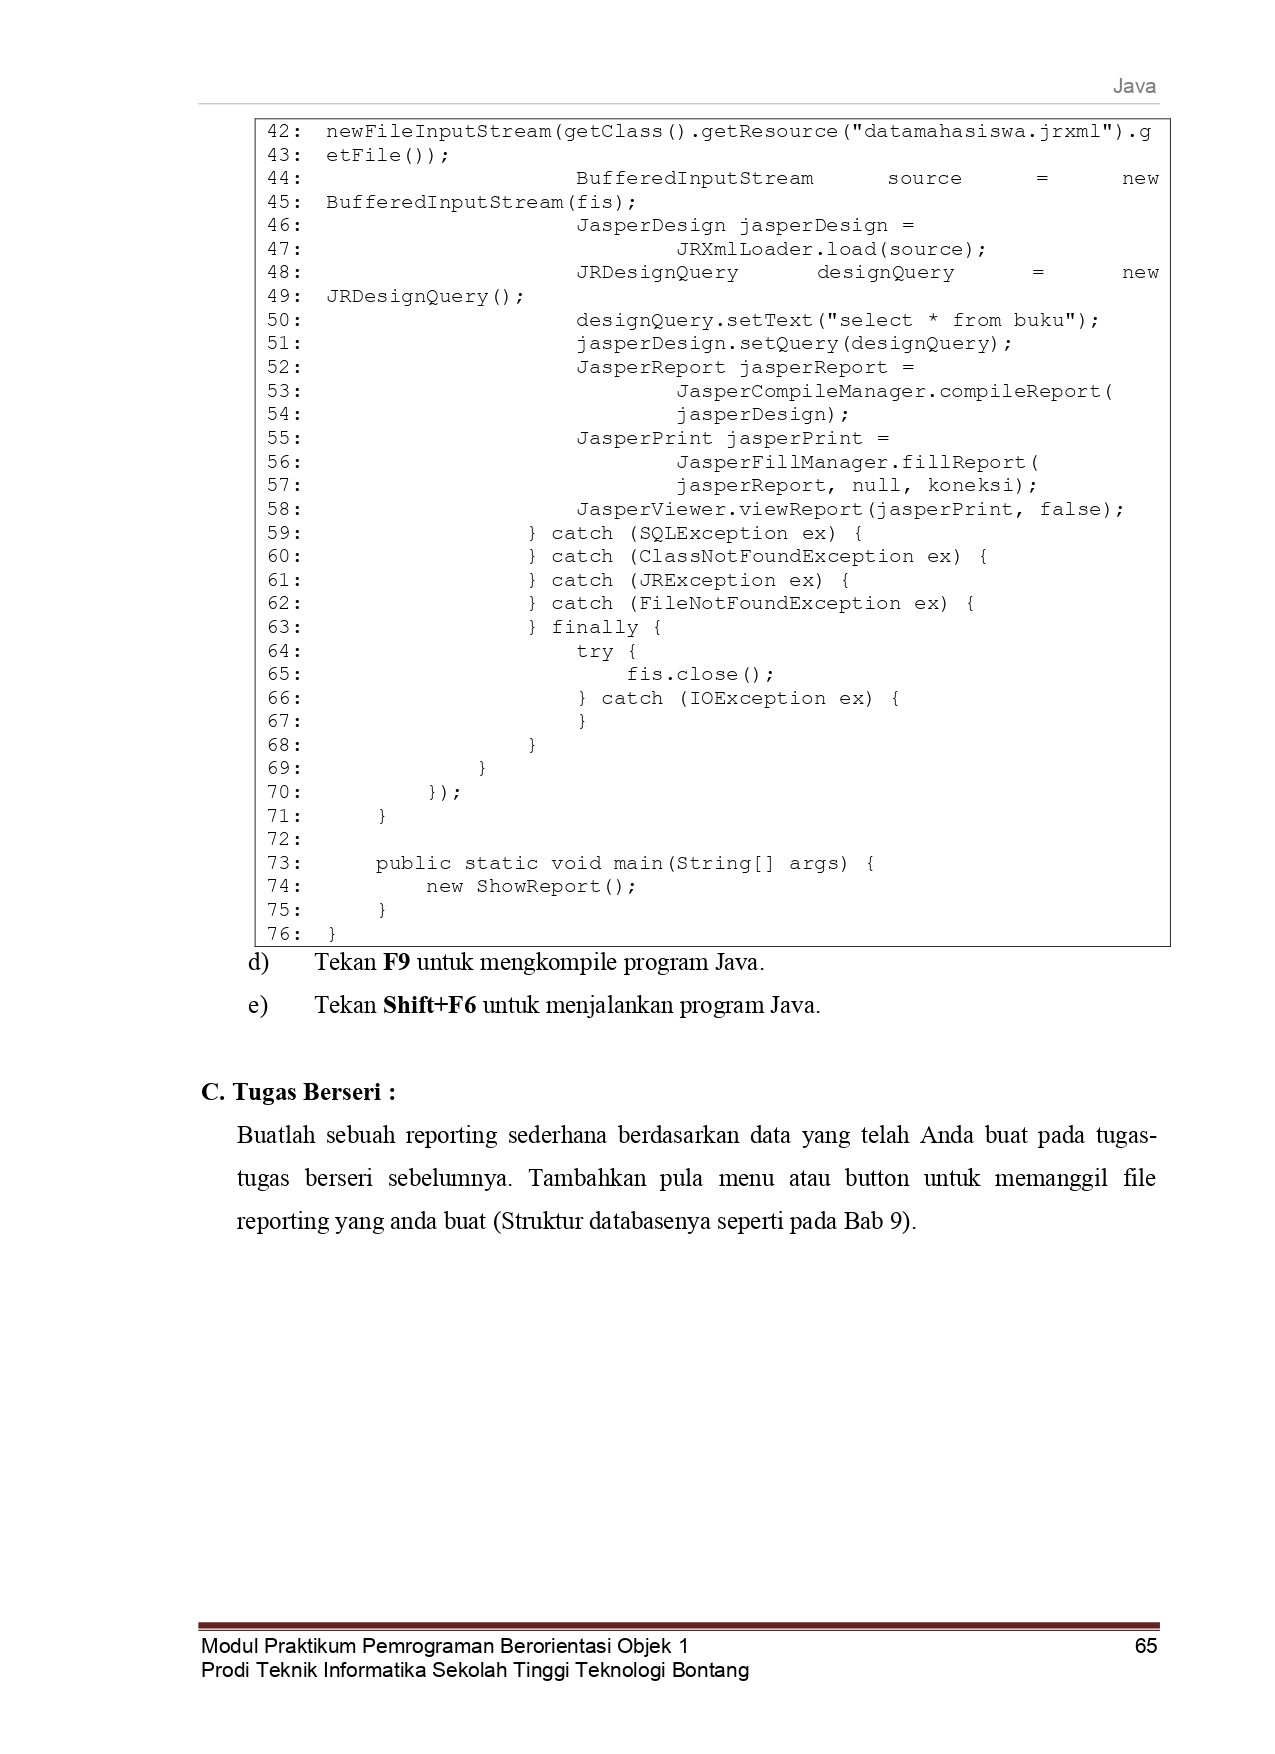 Java
42: newFileInputStream(getClass().getResource("datamahasiswa.jrxml").g
43: etFile());
44: BufferedInputStream source = new
45: BufferedInputStream(fis);
46: JasperDesign jasperDesign =
47: JRXmlLoader.load(source);
48: JRDesignQuery designQuery = new
49: JRDesignQuery();
50: designQuery.setText("select * from buku");
51: jasperDesign.setQuery(designQuery);
52: JasperReport jasperReport =
53: JasperCompileManager.compileReport(
54: jasperDesign);
55: JasperPrint jasperPrint =
56: JasperFillManager.fillReport(
57: jasperReport, null, koneksi);
58: JasperViewer.viewReport(jasperPrint, false);
59: } catch (SQLException ex) {
60: } catch (ClassNotFoundException ex) {
61: } catch (JRException ex) {
62: } catch (FileNotFoundException ex) {
63: } finally {
64: try {
65: fis.close();
66: } catch (IOException ex) {
67: }
68: }
69: }
70: });
71: }
72:
73: public static void main(String[] args) {
74: new ShowReport();
75: }
76: }
d) Tekan F9 untuk mengkompile program Java.
e) Tekan Shift+F6 untuk menjalankan program Java.
C. Tugas Berseri :
Buatlah sebuah reporting sederhana berdasarkan data yang telah Anda buat pada tugas-
tugas berseri sebelumnya. Tambahkan pula menu atau button untuk memanggil file
reporting yang anda buat (Struktur databasenya seperti pada Bab 9).
Modul Praktikum Pemrograman Berorientasi Objek 1 65
Prodi Teknik Informatika Sekolah Tinggi Teknologi Bontang